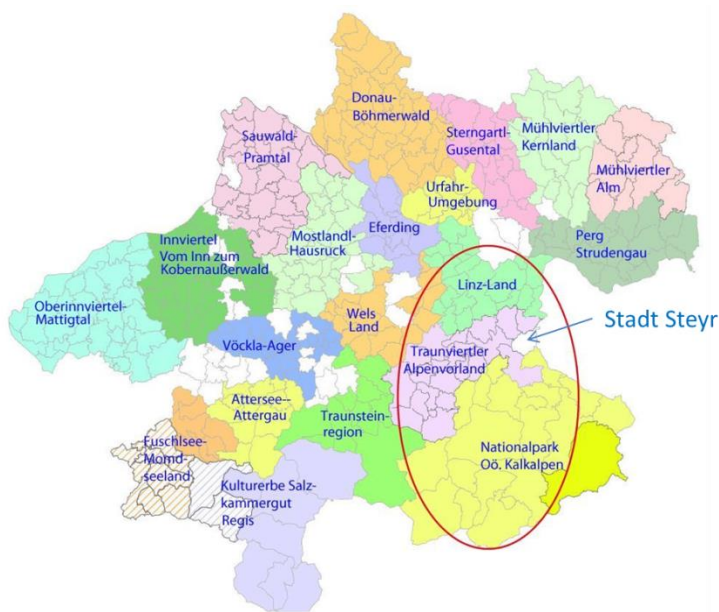 Donau-
Böhmerwald
Sterngartl-
Gusental
Mühlviertler
Kernland
Mühlviertler
Alm
Sauwald-
Pramtal
Urfahr-
Umgebung
Eferding
Mostlandl-
Hausruck
Innviertel
Vom Inn zum
Kobernaußerwald
Perg
Strudengau
Linz-Land
Oberinnviertel-
Mattigtal
Wels
Land
Stadt Steyr
Vöckla-Ager
Traunviertler
Alpenvorland
Attersee--
Attergau
Traunstein-
region
Fuschlsee-
Momd-
seeland
Nationalpark
Oö. Kalkalpen
Kulturerbe Salz-
kammergut
Regis